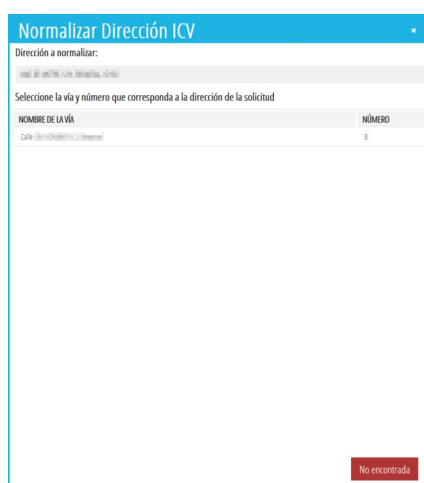 Normalizar Dirección ICV ×
Dirección a normalizar:
Seleccione la vía y número que corresponda a la dirección de la solicitud
NOMBRE DE LA VÍA NÚMERO
Calle 8
No encontrada